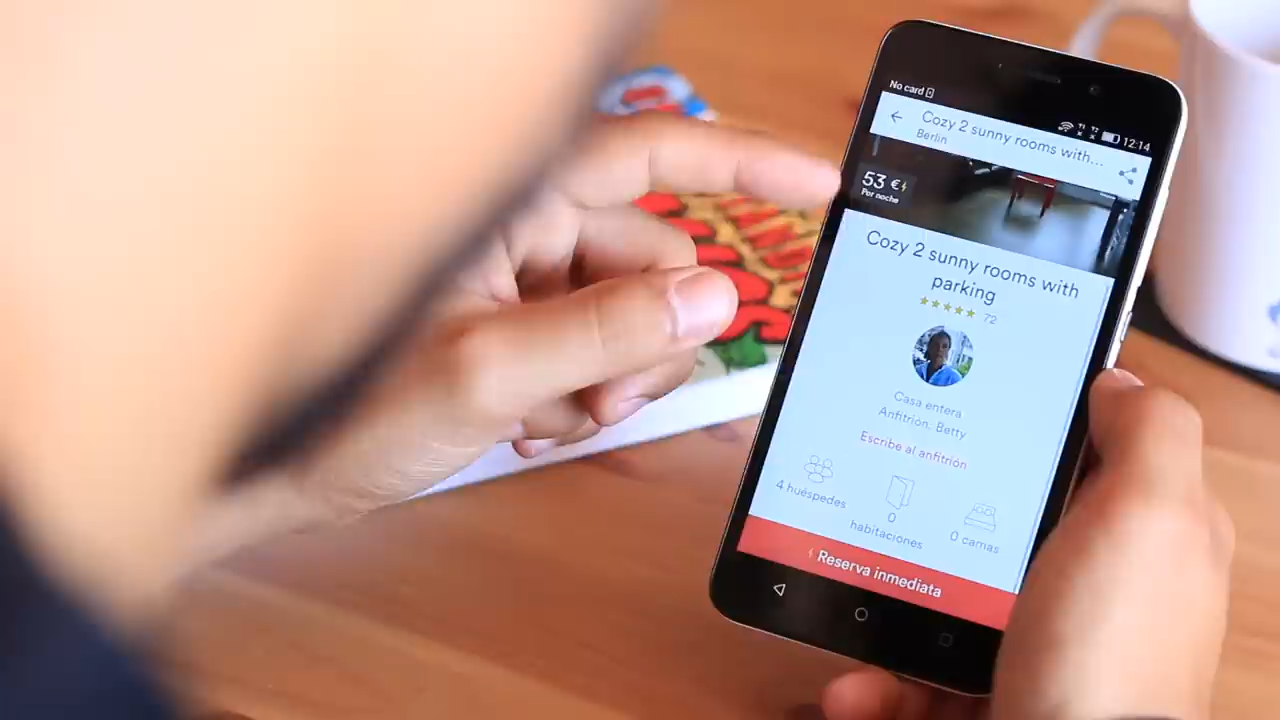 No card
12:14
Cozy 2 sunny rooms with...
Berlin
53 €
Por noche
Cozy 2 sunny rooms with
parking
72
Casa entera
Anfitrión: Betty
Escribe al anfitrión
4 huéspedes
0
habitaciones
0 camas
Reserva inmediata